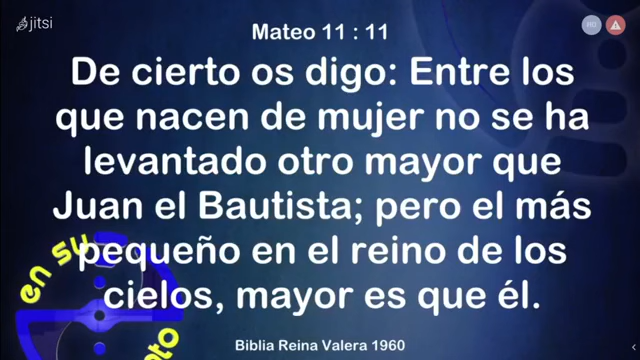 jitsi
Mateo 11 : 11
De cierto os digo: Entre los
que nacen de mujer no se ha
levantado otro mayor que
Juan el Bautista; pero el más
pequeño en el reino de los
cielos, mayor es que él.
en su
Biblia Reina Valera 1960